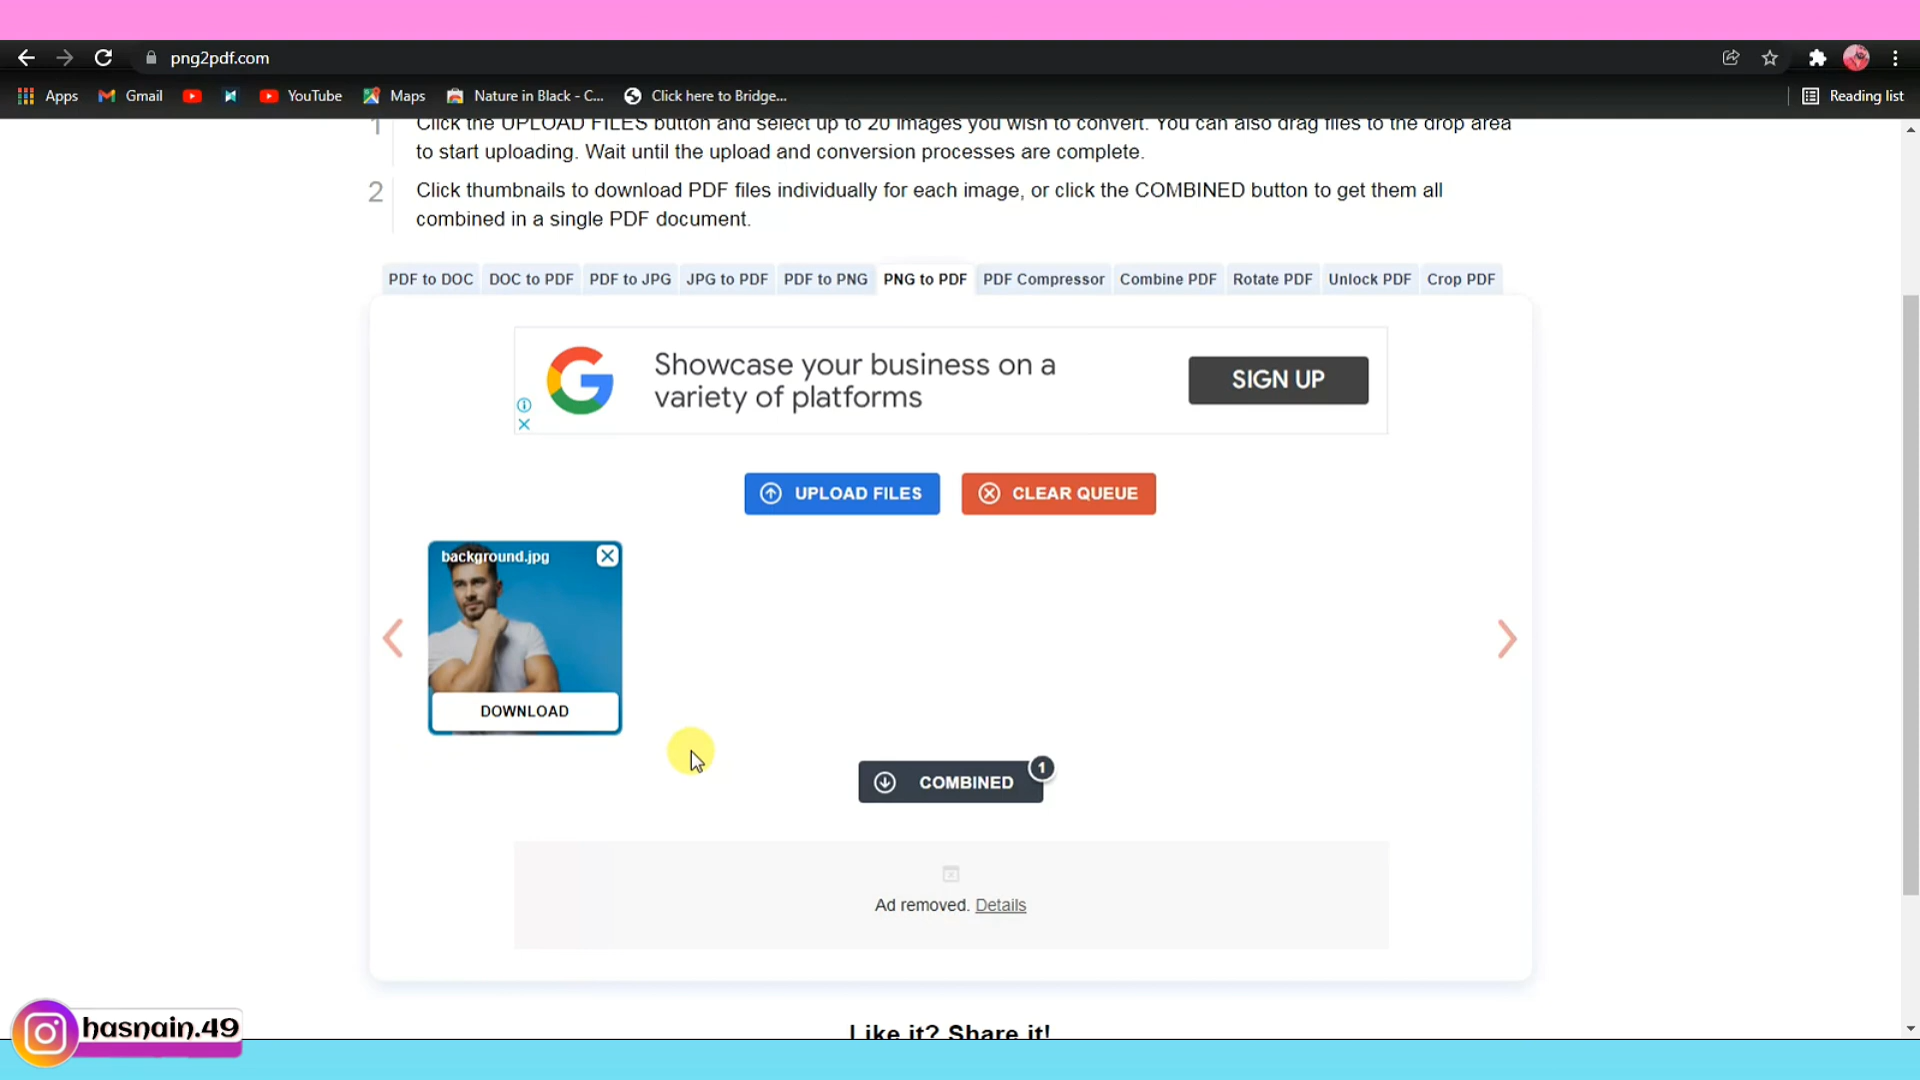 png2pdf.com
Apps
Gmail
YouTube
Maps
Nature in Black - C...
Click here to Bridge...
Reading list
1 Click the UPLOAD FILES button and select up to 20 images you wish to convert. You can also drag files to the drop area
to start uploading. Wait until the upload and conversion processes are complete.
2 Click thumbnails to download PDF files individually for each image, or click the COMBINED button to get them all
combined in a single PDF document.
PDF to DOC
DOC to PDF
PDF to JPG
JPG to PDF
PDF to PNG
PNG to PDF
PDF Compressor
Combine PDF
Rotate PDF
Unlock PDF
Crop PDF
Showcase your business on a
variety of platforms
SIGN UP
UPLOAD FILES
CLEAR QUEUE
background.jpg
DOWNLOAD
COMBINED
1
Ad removed. Details
hasnain.49
Like it? Share it!